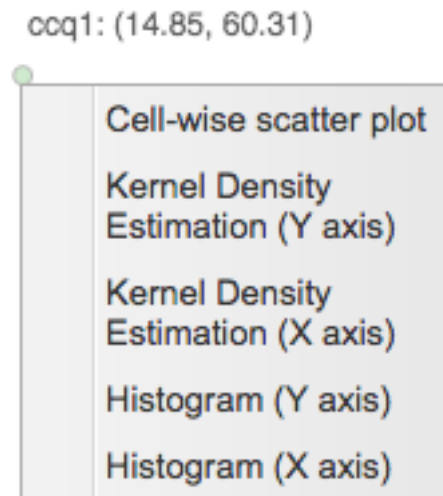 ccq1: (14.85, 60.31)
Cell-wise scatter plot
Kernel Density
Estimation (Y axis)
Kernel Density
Estimation (X axis)
Histogram (Y axis)
Histogram (X axis)